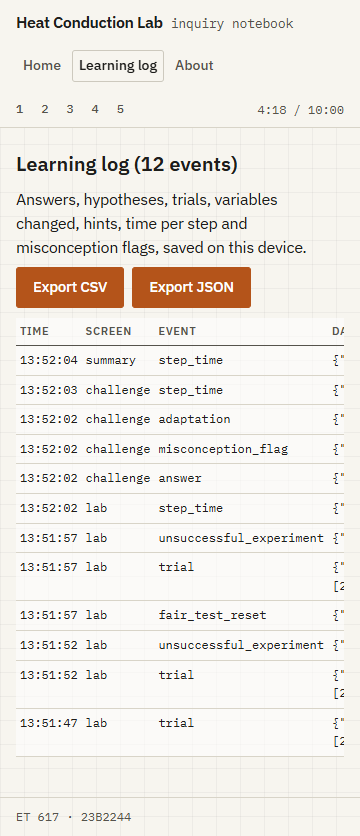 Heat Conduction Lab inquiry notebook
Home Learning log About
1 2 3 4 5 4:18 / 10:00
Learning log (12 events)
Answers, hypotheses, trials, variables
changed, hints, time per step and
misconception flags, saved on this device.
Export CSV Export JSON
TIME SCREEN EVENT DA
13:52:04 summary step_time {"
13:52:03 challenge step_time {"
13:52:02 challenge adaptation {"
13:52:02 challenge misconception_flag {"
13:52:02 challenge answer {"
13:52:02 lab step_time {"
13:51:57 lab unsuccessful_experiment {"
13:51:57 lab trial {"
[2
13:51:57 lab fair_test_reset {"
13:51:52 lab unsuccessful_experiment {"
13:51:52 lab trial {"
[2
13:51:47 lab trial {"
[2
ET 617 · 23B2244